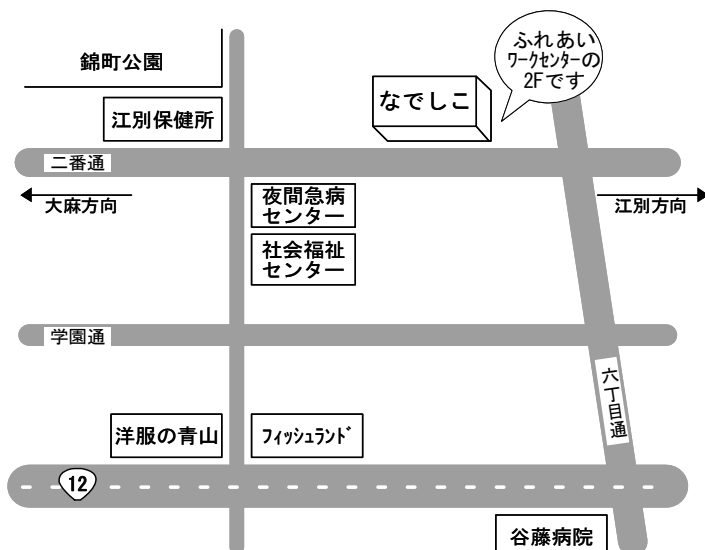 錦町公園
ふれあい
ワークセンターの
2Fです
なでしこ
江別保健所
二番通
大麻方向
江別方向
夜間急病
センター
社会福祉
センター
学園通
六丁目通
洋服の青山
フィッシュランド
12
谷藤病院